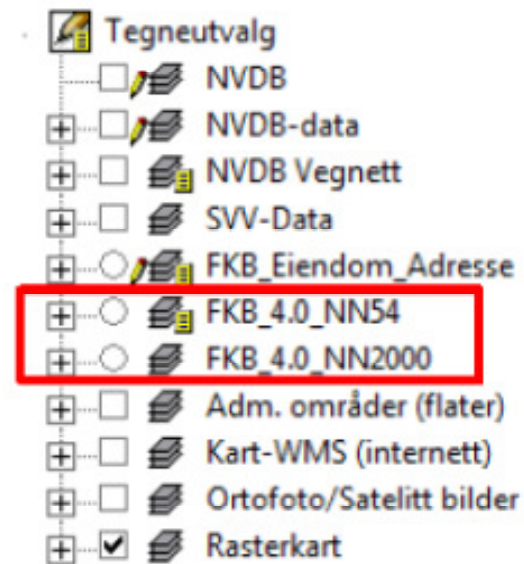 Tegneutvalg
NVDB
NVDB-data
NVDB Vegnett
SVV-Data
FKB_Eiendom_Adresse
FKB_4.0_NN54
FKB_4.0_NN2000
Adm. områder (flater)
Kart-WMS (internett)
Ortofoto/Satelitt bilder
Rasterkart